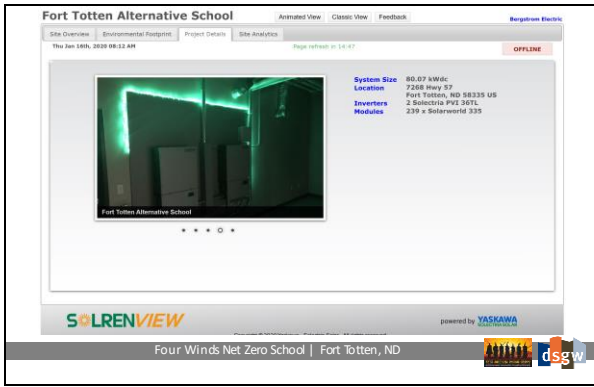 Fort Totten Alternative School
Animated View Classic View Feedback
Bergstrom Electric
Site Overview Environmental Footprint Project Details Site Analytics
Thu Jan 16th, 2020 08:12 AM
Page refresh in 14:47
OFFLINE
System Size 80.07 kWdc
Location 7268 Hwy 57
Fort Totten, ND 58335 US
Inverters 2 Solectria PVI 36TL
Modules 239 x Solarworld 335
Fort Totten Alternative School
SOLRENVIEW
powered by YASKAWA
SOLECTRIA SOLAR
Four Winds Net Zero School | Fort Totten, ND
dsgw